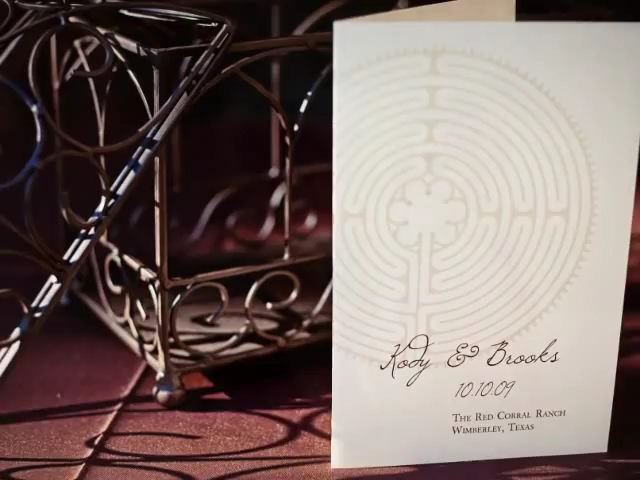 Kody & Brooks
10.10.09
The Red Corral Ranch
Wimberley, Texas